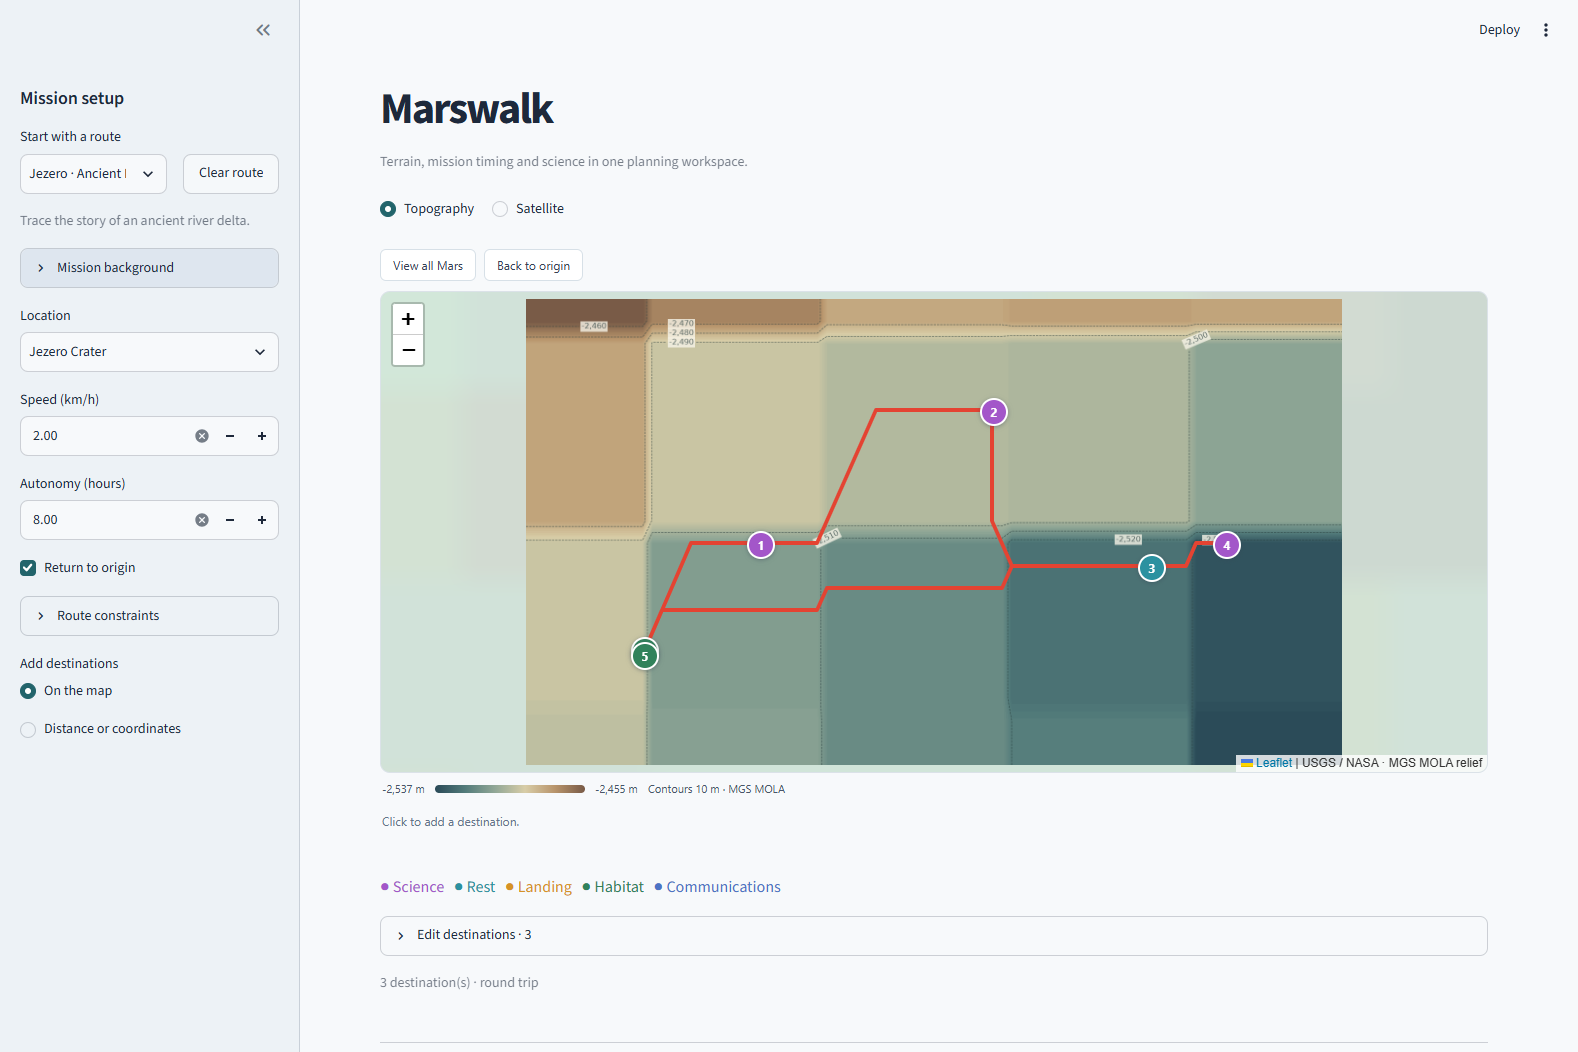 Deploy
Mission setup
Start with a route
Jezero · Ancient
Clear route
Trace the story of an ancient river delta.
Mission background
Location
Jezero Crater
Speed (km/h)
2.00
Autonomy (hours)
8.00
Return to origin
Route constraints
Add destinations
On the map
Distance or coordinates
Marswalk
Terrain, mission timing and science in one planning workspace.
Topography
Satellite
View all Mars
Back to origin
+
−
-2,460
-2,470
-2,480
-2,490
-2,500
2
1
-2,520
4
3
5
Leaflet | USGS / NASA · MGS MOLA relief
-2,537 m
-2,455 m
Contours 10 m · MGS MOLA
Click to add a destination.
Science
Rest
Landing
Habitat
Communications
Edit destinations · 3
3 destination(s) · round trip